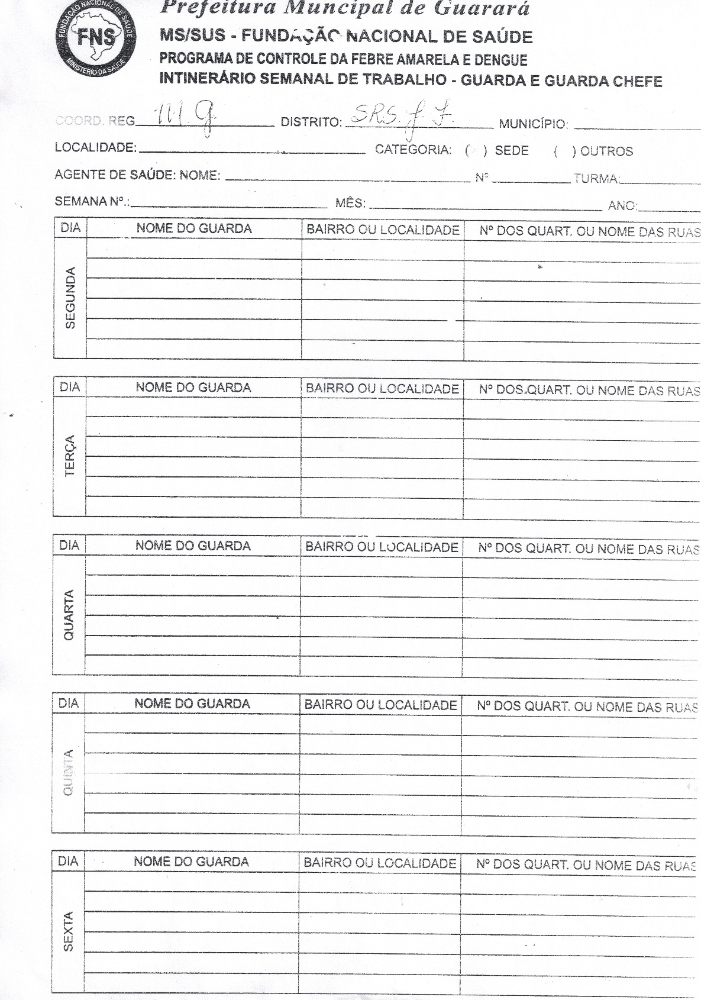 FUNDAÇÃO NACIONAL DE SAÚDE
FNS
MINISTÉRIO DA SAÚDE
Prefeitura Muncipal de Guarará
MS/SUS - FUNDAÇÃO NACIONAL DE SAÚDE
PROGRAMA DE CONTROLE DA FEBRE AMARELA E DENGUE
INTINERÁRIO SEMANAL DE TRABALHO - GUARDA E GUARDA CHEFE
COORD. REG. M.G. DISTRITO: SRS. J.F. MUNICÍPIO:
LOCALIDADE: CATEGORIA: ( ) SEDE ( ) OUTROS
AGENTE DE SAÚDE: NOME: Nº TURMA:
SEMANA Nº.: MÊS: ANO:
DIA NOME DO GUARDA BAIRRO OU LOCALIDADE Nº DOS QUART. OU NOME DAS RUAS
SEGUNDA
DIA NOME DO GUARDA BAIRRO OU LOCALIDADE Nº DOS QUART. OU NOME DAS RUAS
TERÇA
DIA NOME DO GUARDA BAIRRO OU LOCALIDADE Nº DOS QUART. OU NOME DAS RUAS
QUARTA
DIA NOME DO GUARDA BAIRRO OU LOCALIDADE Nº DOS QUART. OU NOME DAS RUAS
QUINTA
DIA NOME DO GUARDA BAIRRO OU LOCALIDADE Nº DOS QUART. OU NOME DAS RUAS
SEXTA